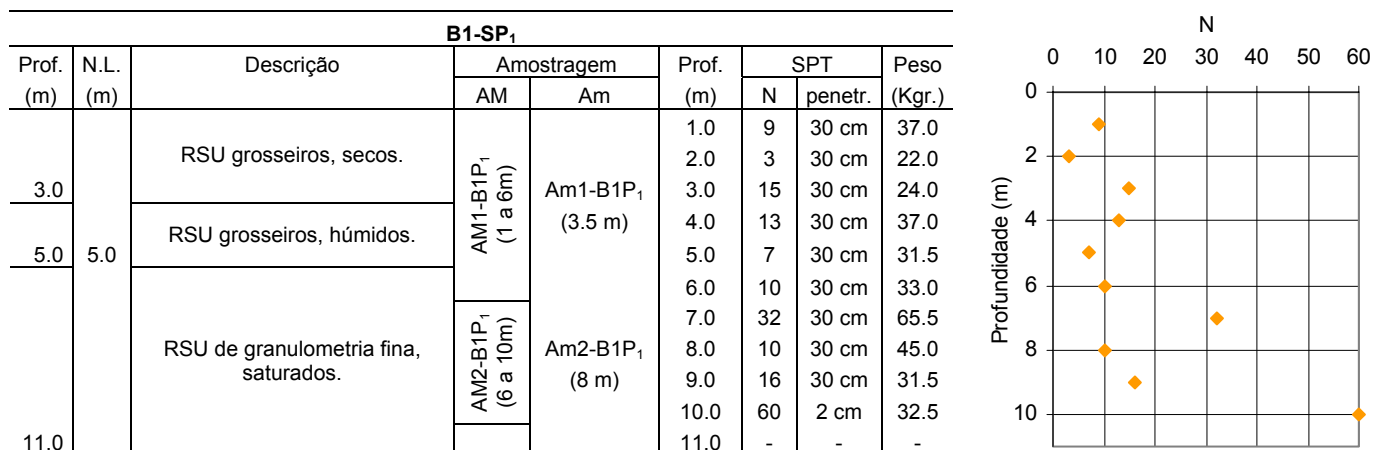 B1-SP₁
Prof. N.L. Descrição Amostragem Prof. SPT Peso
(m) (m) AM Am (m) N penetr. (Kgr.)
1.0 9 30 cm 37.0
RSU grosseiros, secos. 2.0 3 30 cm 22.0
3.0 AM1-B1P₁ (1 a 6m) Am1-B1P₁ 3.0 15 30 cm 24.0
RSU grosseiros, húmidos. (3.5 m) 4.0 13 30 cm 37.0
5.0 5.0 5.0 7 30 cm 31.5
6.0 10 30 cm 33.0
7.0 32 30 cm 65.5
RSU de granulometria fina, AM2-B1P₁ (6 a 10m) Am2-B1P₁ 8.0 10 30 cm 45.0
saturados. (8 m) 9.0 16 30 cm 31.5
10.0 60 2 cm 32.5
11.0 11.0 - - -
N
0 10 20 30 40 50 60
Profundidade (m)
0
2
4
6
8
10